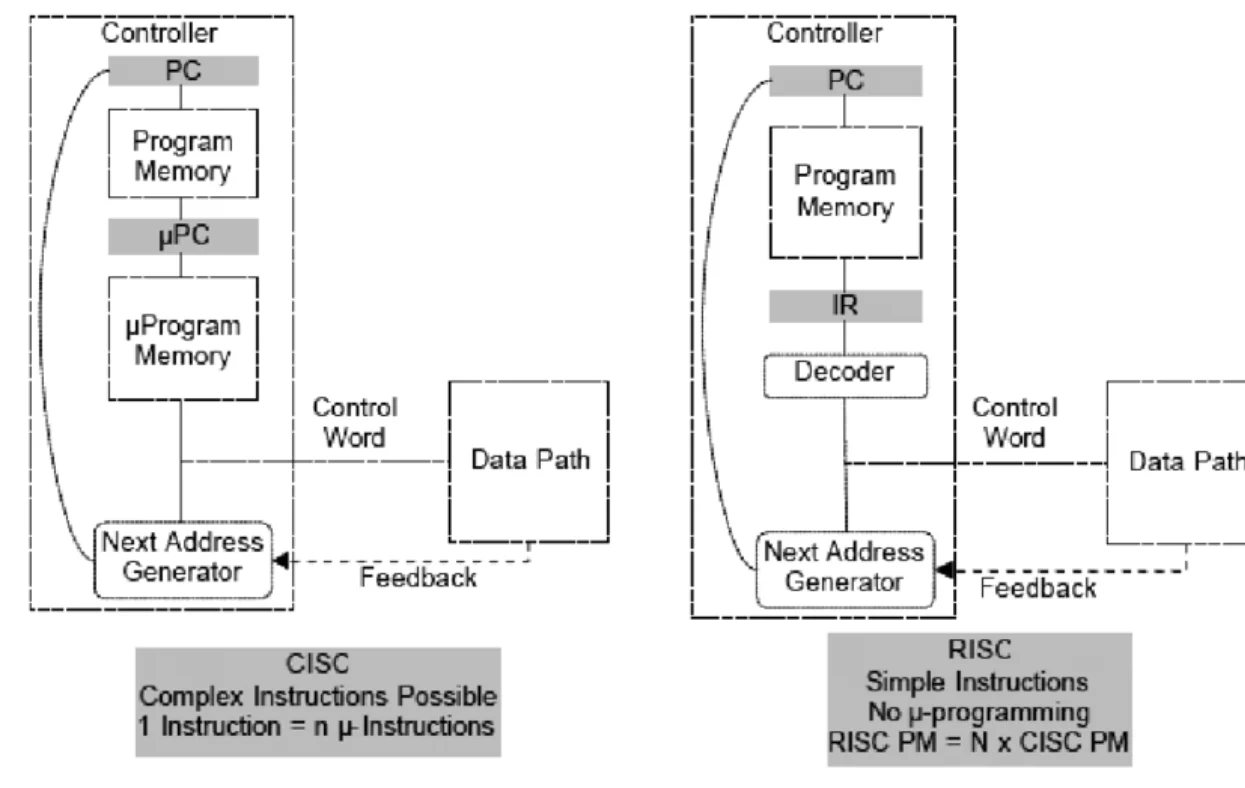 Controller
PC
Program
Memory
µPC
µProgram
Memory
Control
Word
Data Path
Next Address
Generator
Feedback
CISC
Complex Instructions Possible
1 Instruction = n µ-Instructions
Controller
PC
Program
Memory
IR
Decoder
Control
Word
Data Path
Next Address
Generator
Feedback
RISC
Simple Instructions
No µ-programming
RISC PM = N x CISC PM